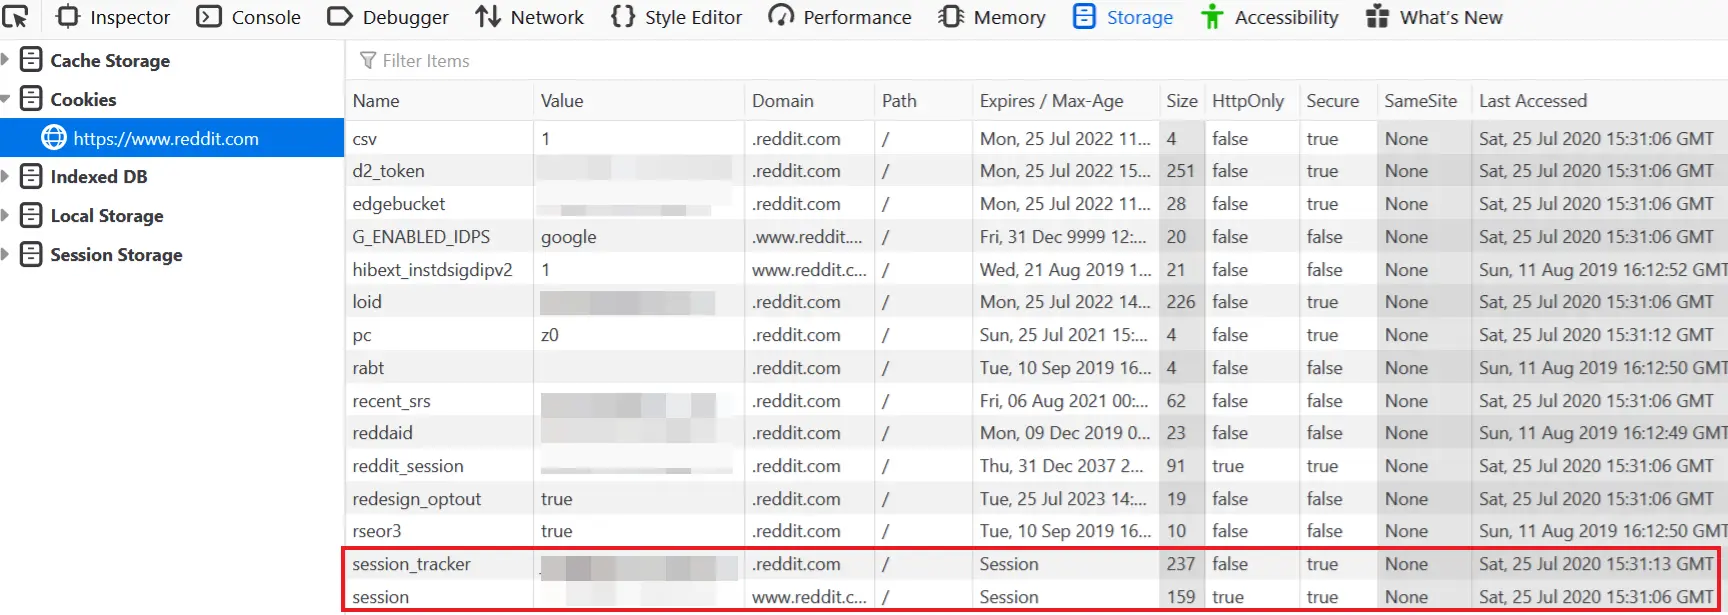 Inspector Console Debugger Network Style Editor Performance Memory Storage Accessibility What's New
Cache Storage
Cookies
https://www.reddit.com
Indexed DB
Local Storage
Session Storage
Filter Items
Name Value Domain Path Expires / Max-Age Size HttpOnly Secure SameSite Last Accessed
csv 1 .reddit.com / Mon, 25 Jul 2022 11... 4 false true None Sat, 25 Jul 2020 15:31:06 GMT
d2_token .reddit.com / Mon, 25 Jul 2022 15... 251 false true None Sat, 25 Jul 2020 15:31:06 GMT
edgebucket .reddit.com / Mon, 25 Jul 2022 11... 28 false true None Sat, 25 Jul 2020 15:31:06 GMT
G_ENABLED_IDPS google .www.reddit.... / Fri, 31 Dec 9999 12:... 20 false false None Sat, 25 Jul 2020 15:31:06 GMT
hibext_instdsigdipv2 1 www.reddit.c... / Wed, 21 Aug 2019 1... 21 false false None Sun, 11 Aug 2019 16:12:52 GMT
loid .reddit.com / Mon, 25 Jul 2022 14... 226 false true None Sat, 25 Jul 2020 15:31:06 GMT
pc z0 .reddit.com / Sun, 25 Jul 2021 15:... 4 false true None Sat, 25 Jul 2020 15:31:12 GMT
rabt .reddit.com / Tue, 10 Sep 2019 16... 4 false false None Sun, 11 Aug 2019 16:12:50 GMT
recent_srs .reddit.com / Fri, 06 Aug 2021 00:... 62 false false None Sat, 25 Jul 2020 15:31:06 GMT
reddaid .reddit.com / Mon, 09 Dec 2019 0... 23 false true None Sun, 11 Aug 2019 16:12:49 GMT
reddit_session .reddit.com / Thu, 31 Dec 2037 2... 91 true true None Sat, 25 Jul 2020 15:31:06 GMT
redesign_optout true .reddit.com / Tue, 25 Jul 2023 14:... 19 false false None Sat, 25 Jul 2020 15:31:06 GMT
rseor3 true .reddit.com / Tue, 10 Sep 2019 16... 10 false false None Sun, 11 Aug 2019 16:12:50 GMT
session_tracker .reddit.com / Session 237 false true None Sat, 25 Jul 2020 15:31:13 GMT
session www.reddit.c... / Session 159 true true None Sat, 25 Jul 2020 15:31:06 GMT